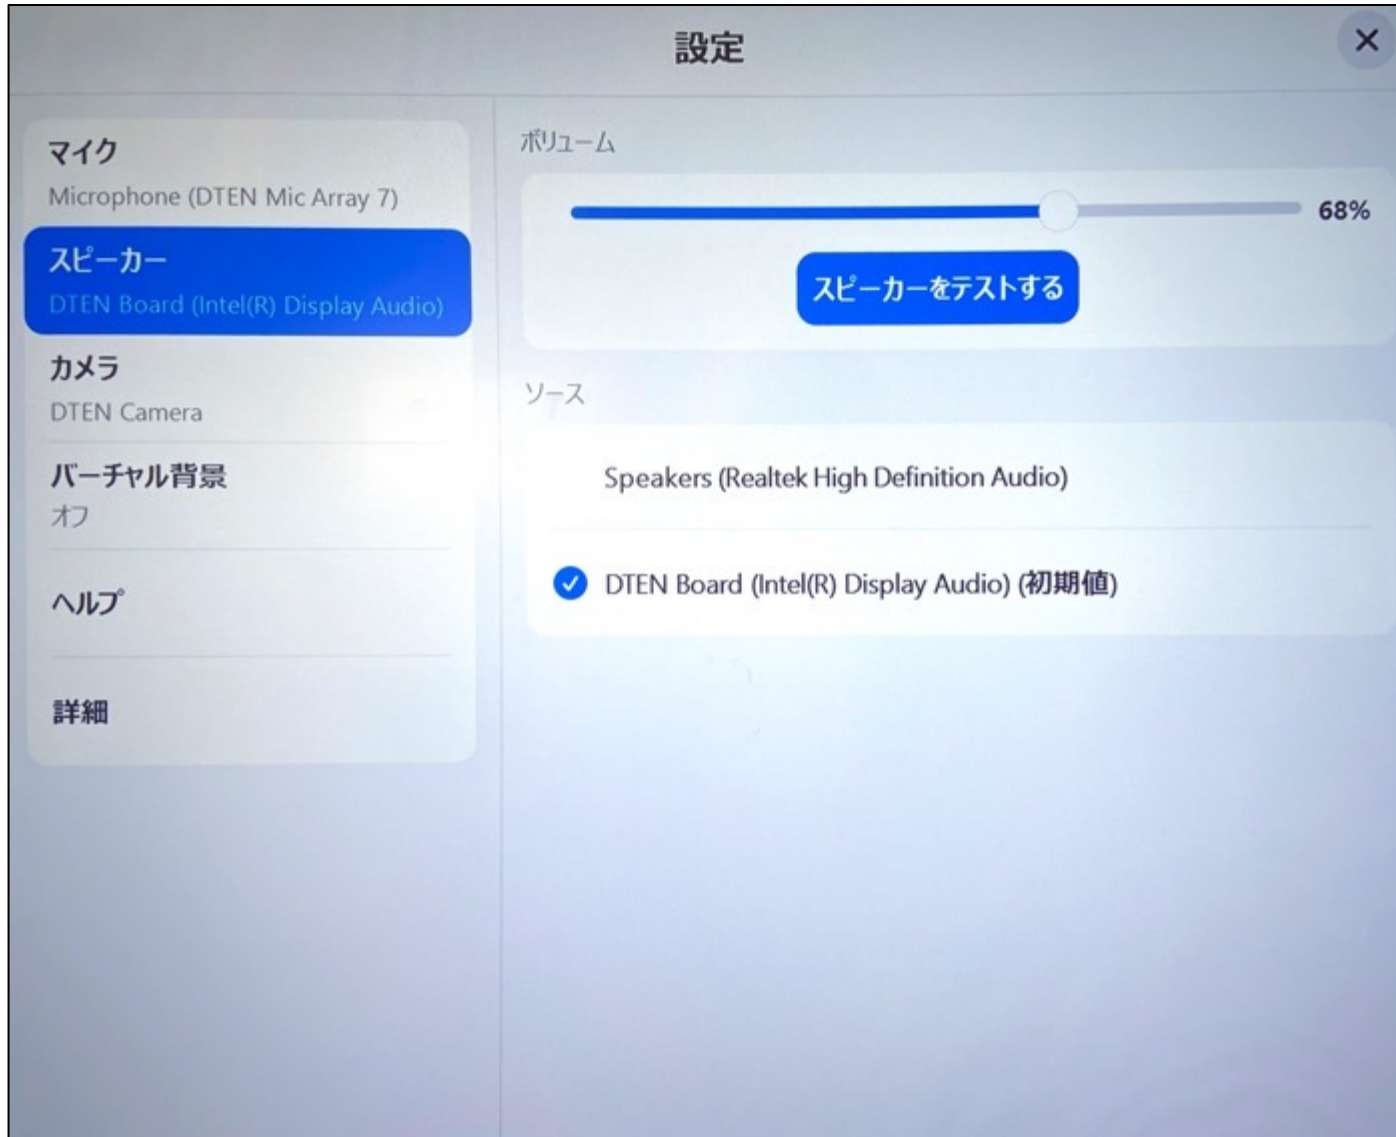 設定
マイク
Microphone (DTEN Mic Array 7)
スピーカー
DTEN Board (Intel(R) Display Audio)
カメラ
DTEN Camera
バーチャル背景
オフ
ヘルプ
詳細
ボリューム
68%
スピーカーをテストする
ソース
Speakers (Realtek High Definition Audio)
DTEN Board (Intel(R) Display Audio) (初期値)